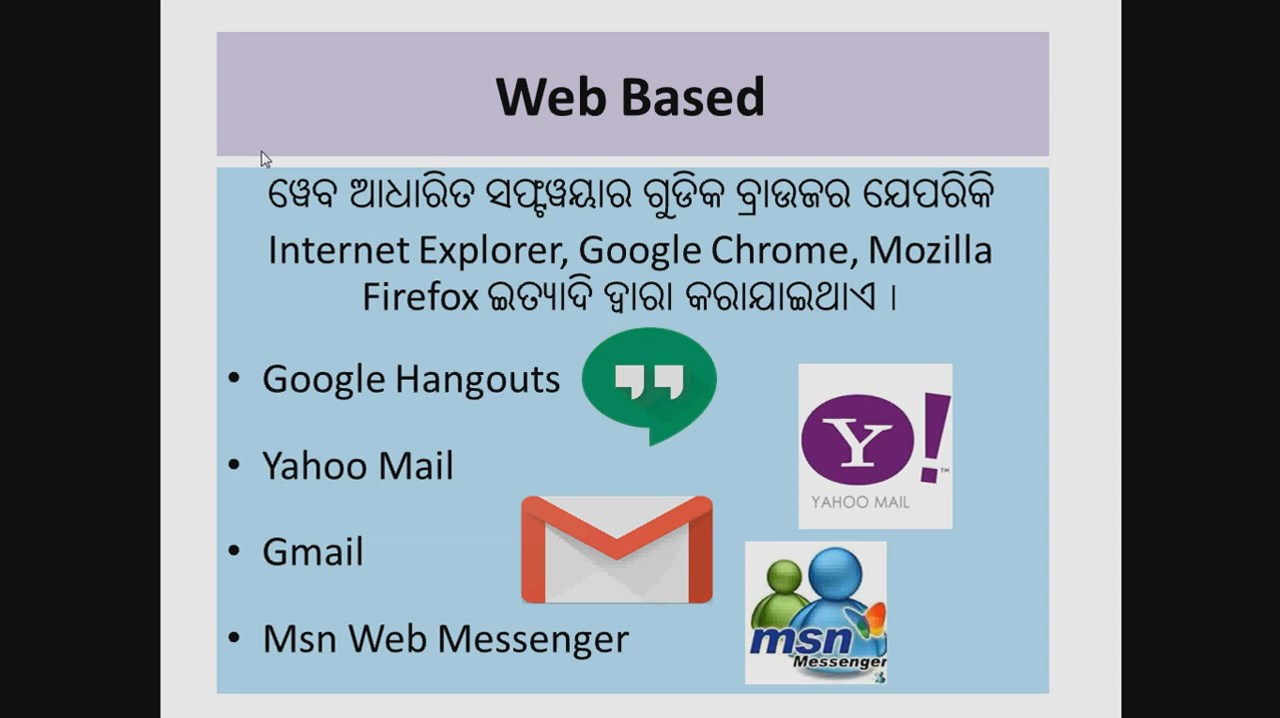 Web Based
ୱେବ ଆଧାରିତ ସଫ୍ଟୱୟାର ଗୁଡିକ ବ୍ରାଉଜର ଯେପରିକି
Internet Explorer, Google Chrome, Mozilla
Firefox ଇତ୍ୟାଦି ଦ୍ୱାରା କରାଯାଇଥାଏ ।
• Google Hangouts
• Yahoo Mail
• Gmail
• Msn Web Messenger
Y!
TM
YAHOO MAIL
msn
Messenger